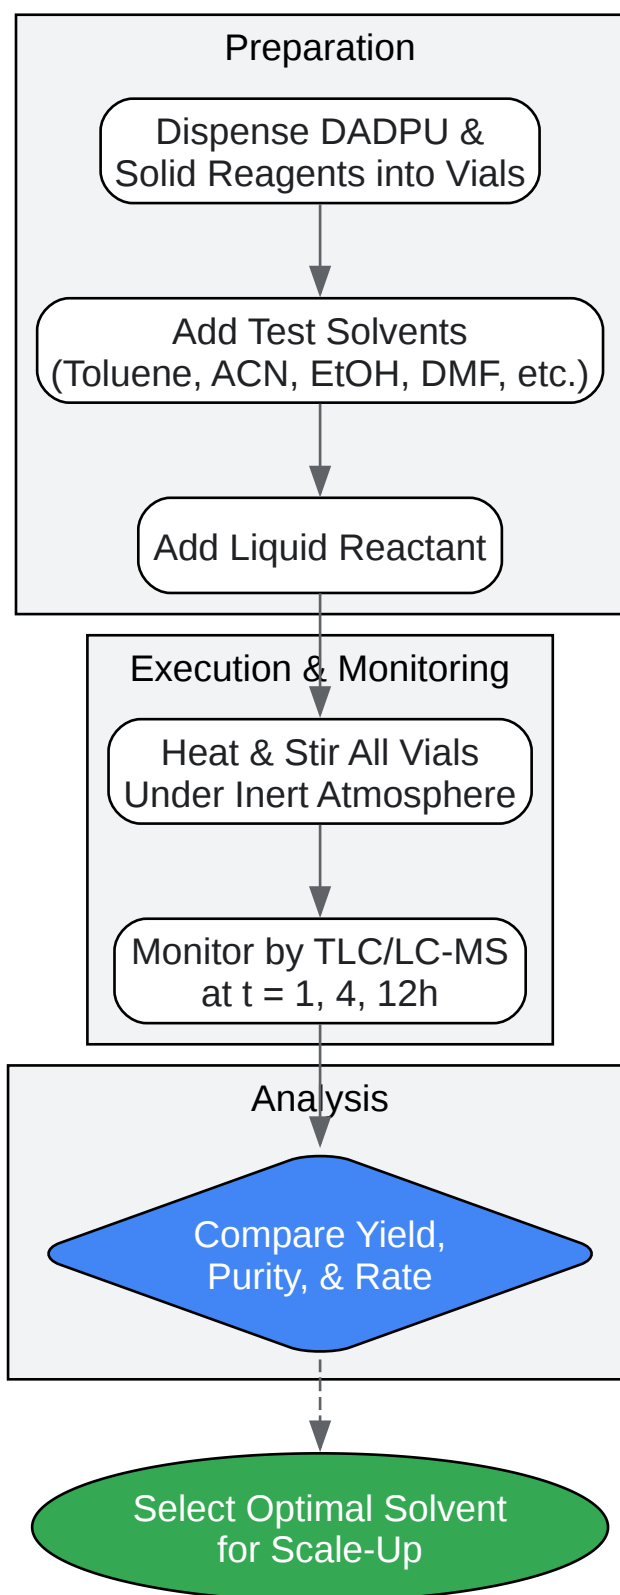 Preparation
Dispense DADPU &
Solid Reagents into Vials
Add Test Solvents
(Toluene, ACN, EtOH, DMF, etc.)
Add Liquid Reactant
Execution & Monitoring
Heat & Stir All Vials
Under Inert Atmosphere
Monitor by TLC/LC-MS
at t = 1, 4, 12h
Analysis
Compare Yield,
Purity, & Rate
Select Optimal Solvent
for Scale-Up